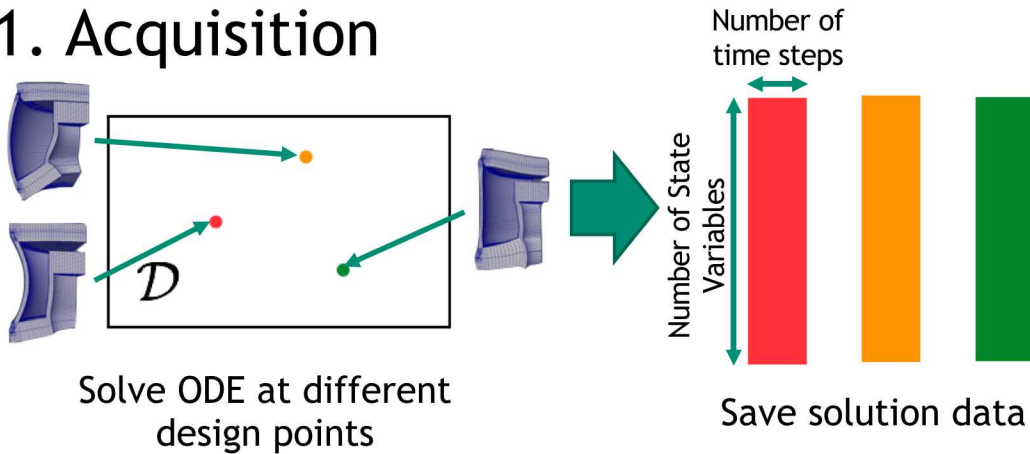 1. Acquisition
Number of
time steps
Number of State
Variables
𝒟
Solve ODE at different
design points
Save solution data